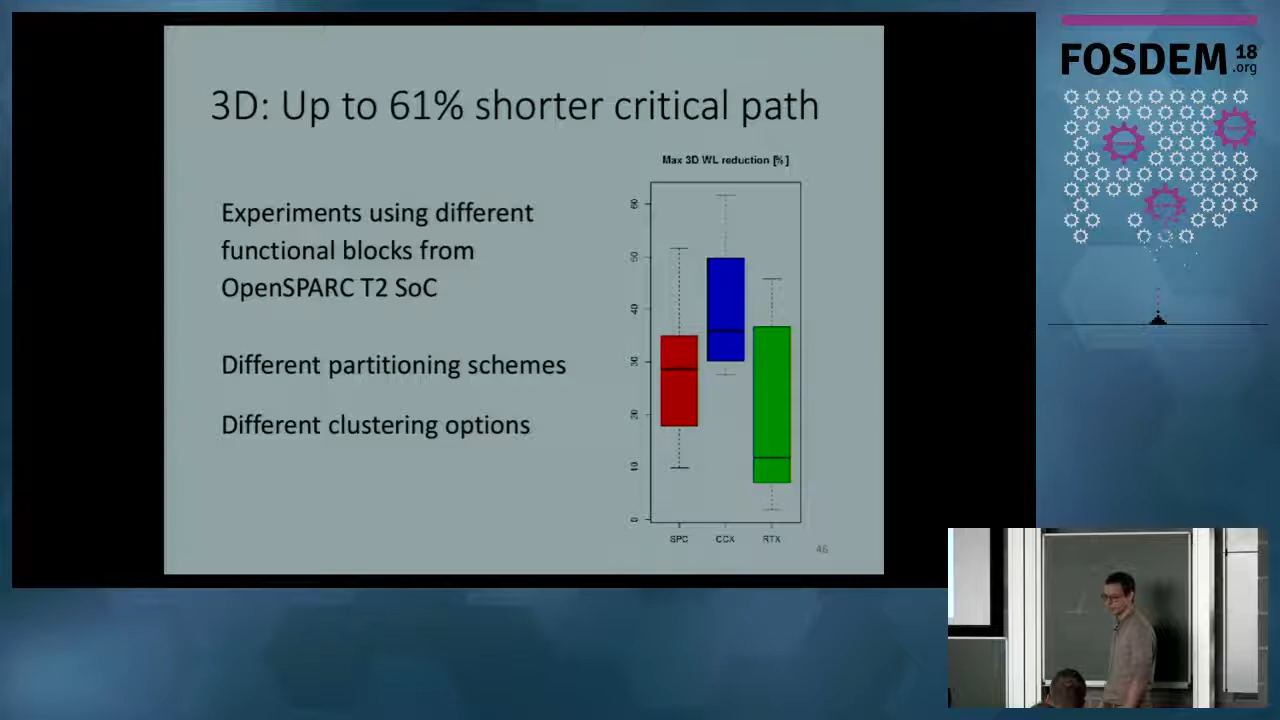 3D: Up to 61% shorter critical path
Max 3D WL reduction [%]
Experiments using different
functional blocks from
OpenSPARC T2 SoC
Different partitioning schemes
Different clustering options
60
50
40
30
20
10
0
SPC
CCX
RTX
46
FOSDEM 18
.org